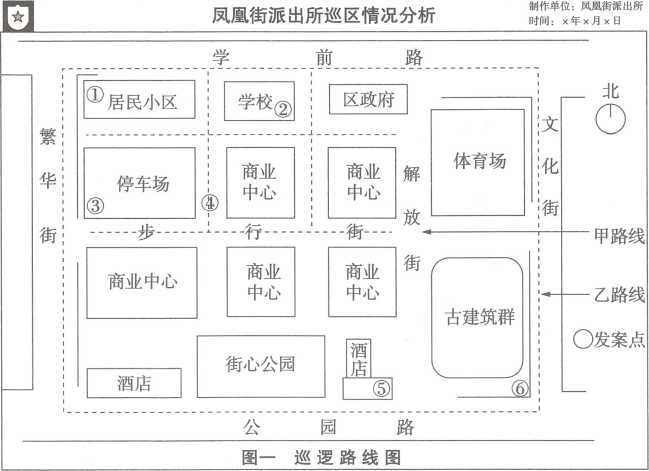 凤凰街派出所巡区情况分析
制作单位：凤凰街派出所
时间：×年×月×日
学前路
北
①居民小区
学校②
区政府
繁华街
文化街
体育场
停车场
③
④
商业中心
商业中心
解放街
步行街
甲路线
商业中心
商业中心
商业中心
古建筑群
乙路线
发案点
街心公园
酒店
酒店
⑤
⑥
公园路
图一 巡逻路线图